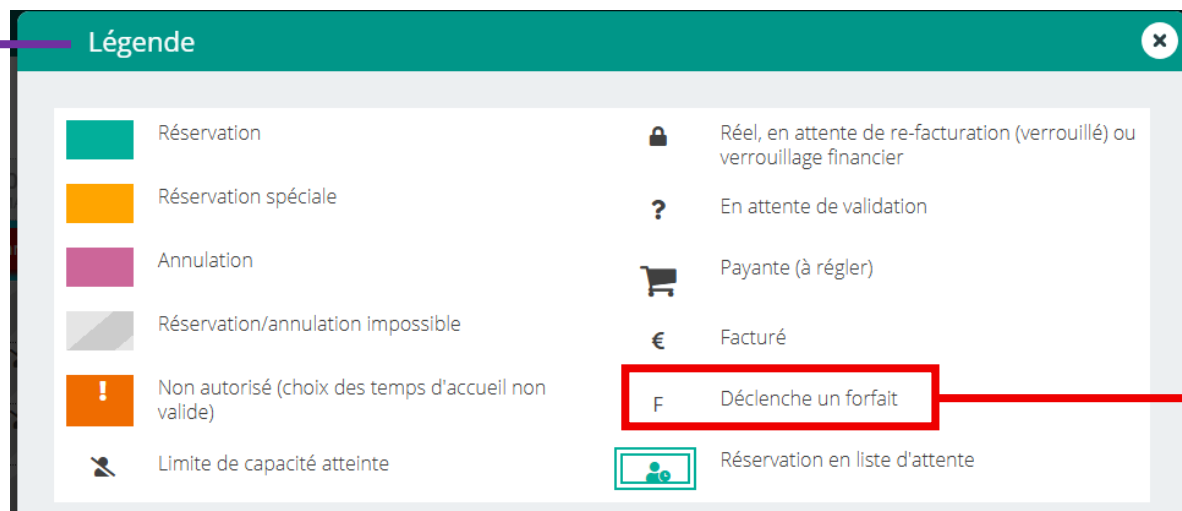 Légende
Réservation
Réservation spéciale
Annulation
Réservation/annulation impossible
!
Non autorisé (choix des temps d'accueil non
valide)
Limite de capacité atteinte
Réel, en attente de re-facturation (verrouillé) ou
verrouillage financier
? En attente de validation
Payante (à régler)
€ Facturé
F Déclenche un forfait
Réservation en liste d'attente